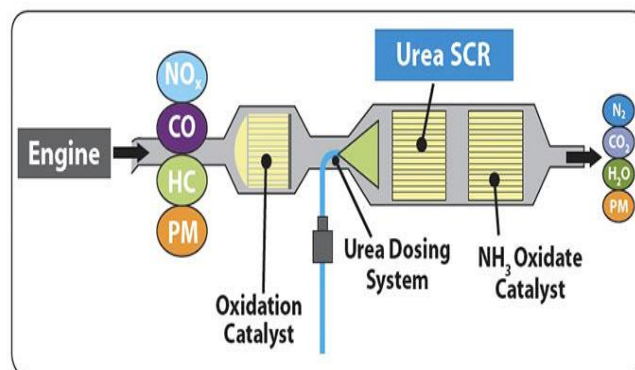 Engine
NOₓ
CO
HC
PM
Oxidation
Catalyst
Urea Dosing
System
Urea SCR
NH₃ Oxidate
Catalyst
N₂
CO₂
H₂O
PM